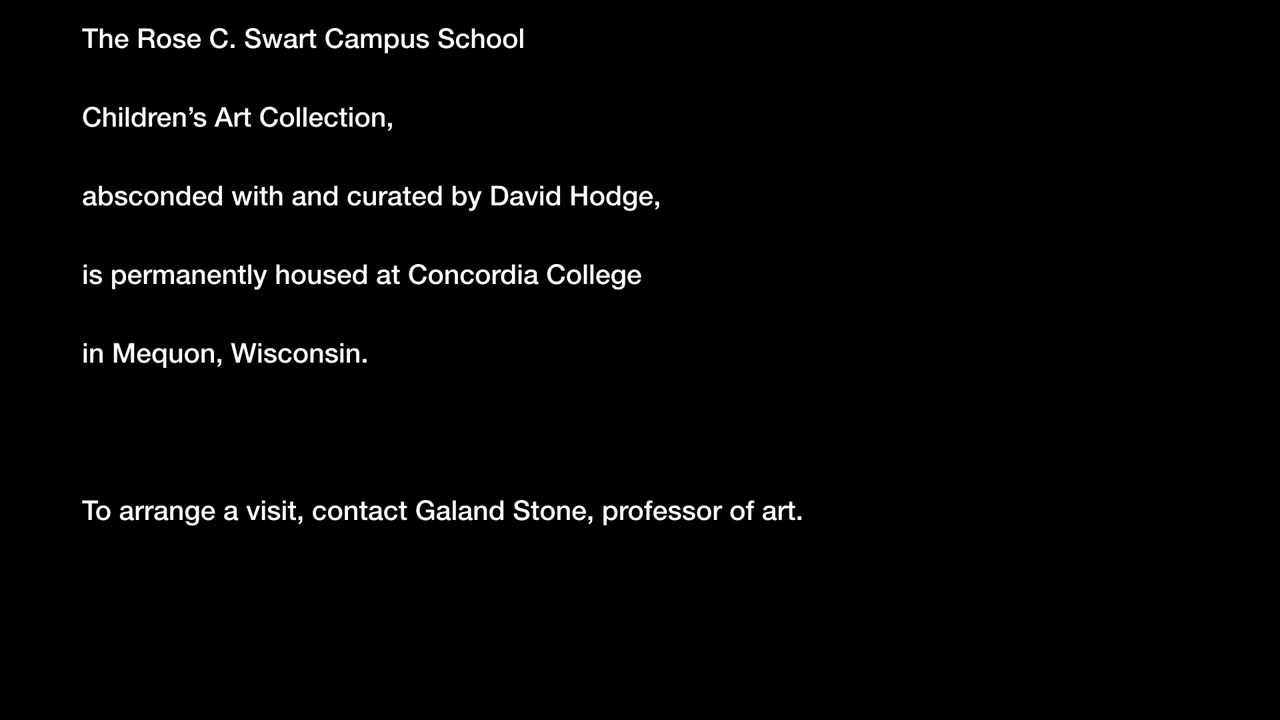 The Rose C. Swart Campus School
Children’s Art Collection,
absconded with and curated by David Hodge,
is permanently housed at Concordia College
in Mequon, Wisconsin.
To arrange a visit, contact Galand Stone, professor of art.